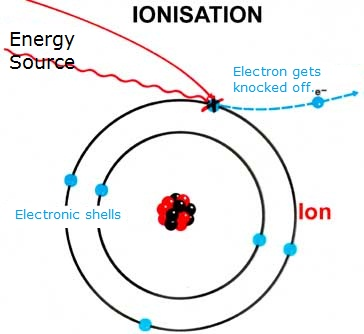 IONISATION
Energy
Source
Electron gets
knocked off.
e⁻
Electronic shells
Ion